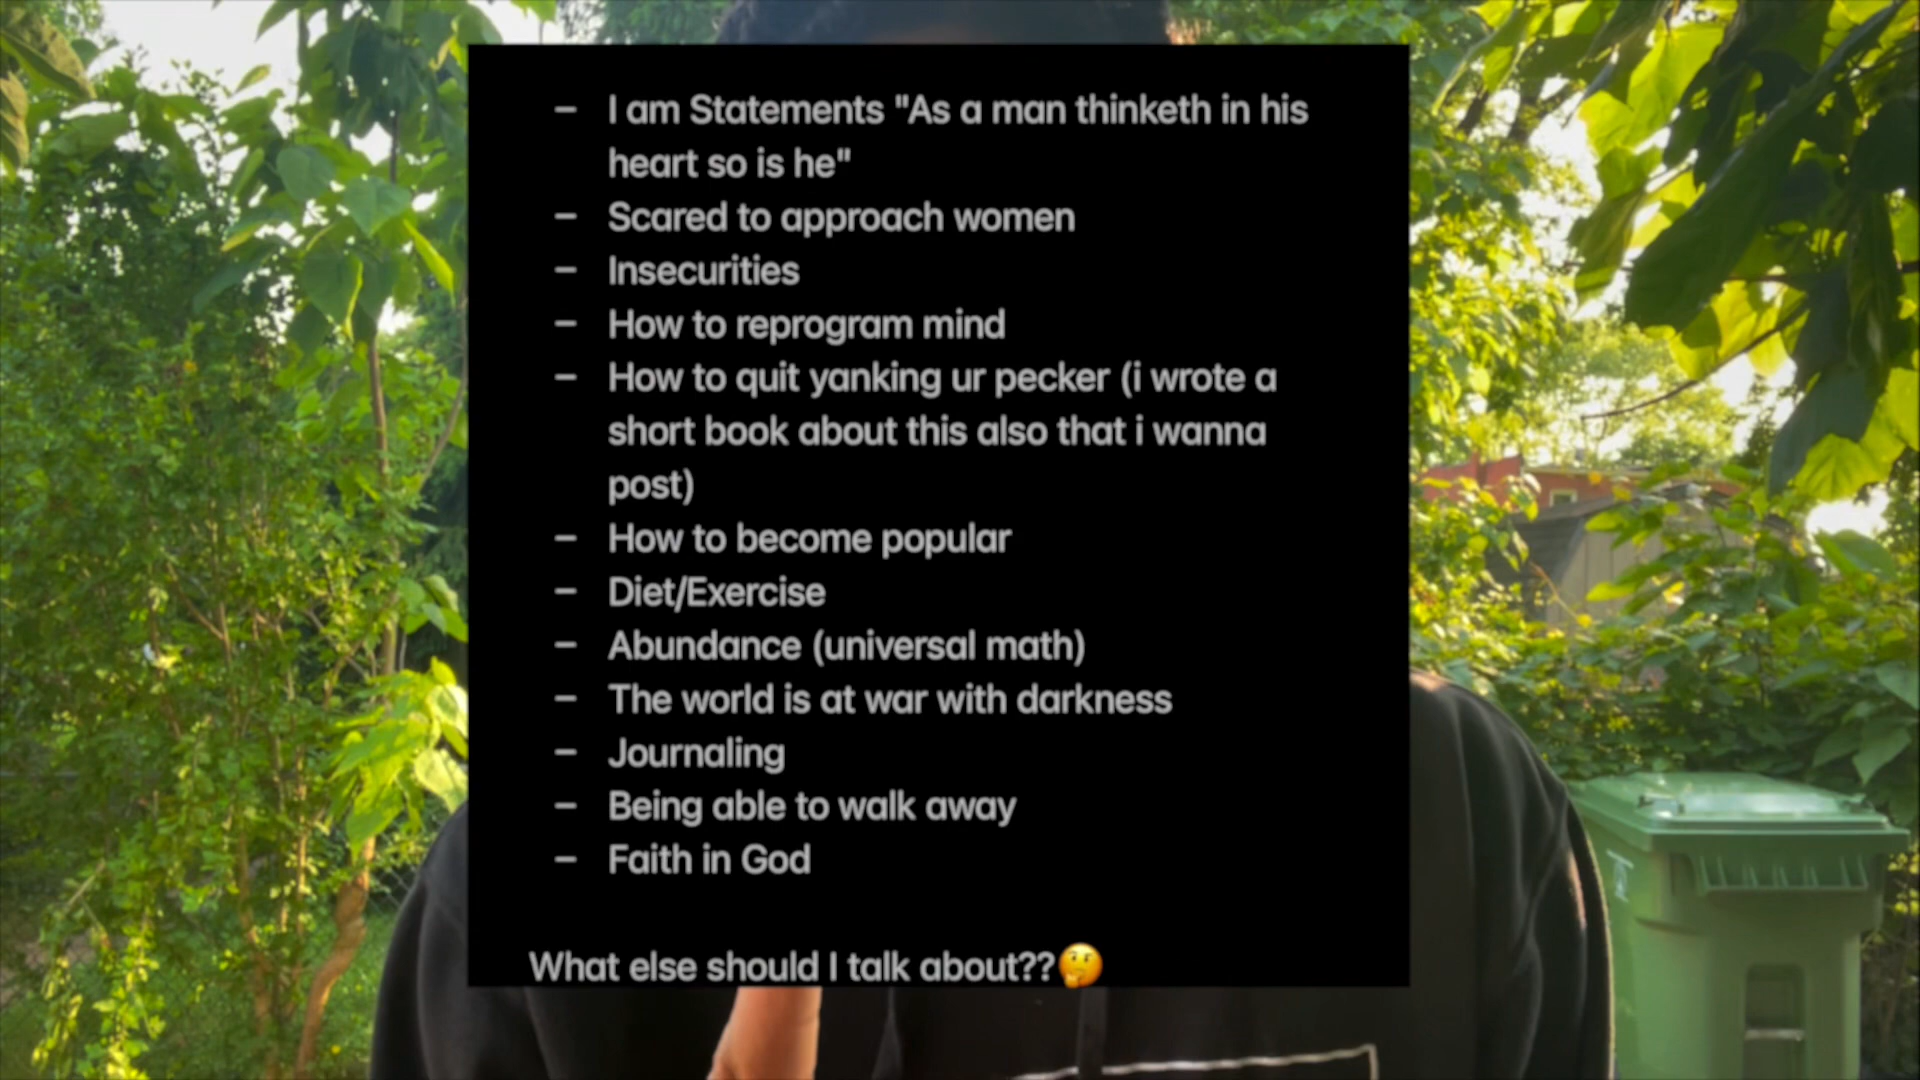 – I am Statements "As a man thinketh in his
heart so is he"
– Scared to approach women
– Insecurities
– How to reprogram mind
– How to quit yanking ur pecker (i wrote a
short book about this also that i wanna
post)
– How to become popular
– Diet/Exercise
– Abundance (universal math)
– The world is at war with darkness
– Journaling
– Being able to walk away
– Faith in God
What else should I talk about??🤔